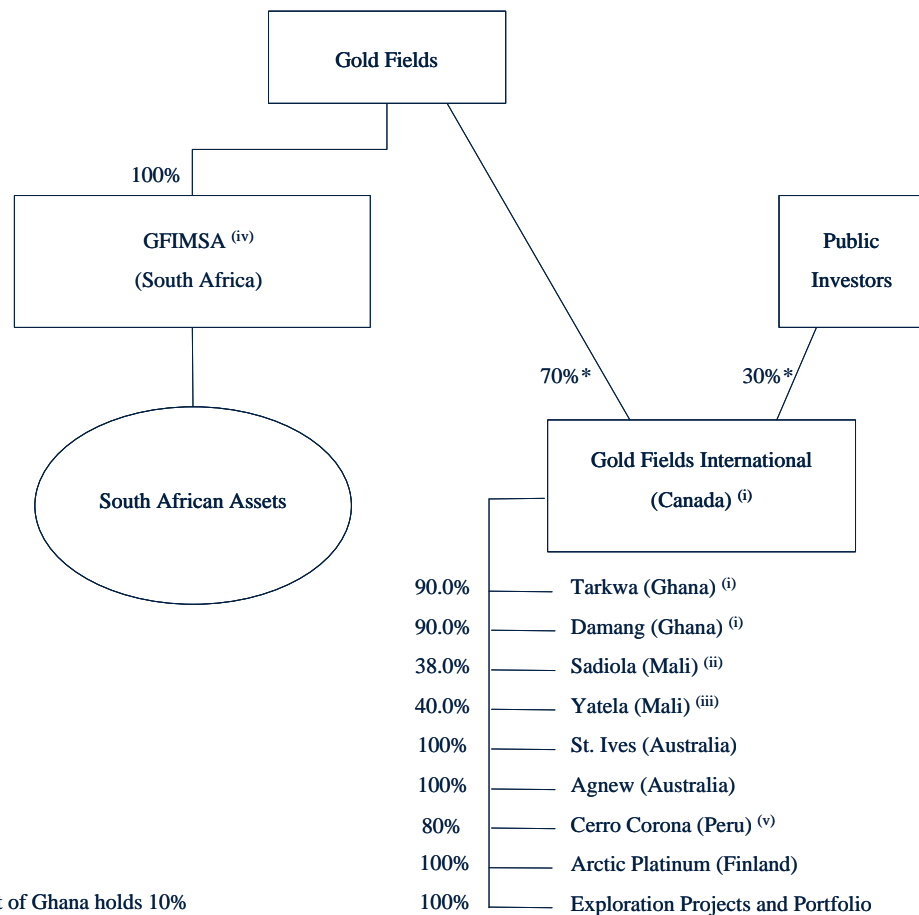 Gold Fields
100%
GFIMSA (iv)
(South Africa)
Public
Investors
70%*
30%*
Gold Fields International
(Canada) (i)
South African Assets
90.0% Tarkwa (Ghana) (i)
90.0% Damang (Ghana) (i)
38.0% Sadiola (Mali) (ii)
40.0% Yatela (Mali) (iii)
100% St. Ives (Australia)
100% Agnew (Australia)
80% Cerro Corona (Peru) (v)
100% Arctic Platinum (Finland)
of Ghana holds 10%
100% Exploration Projects and Portfolio